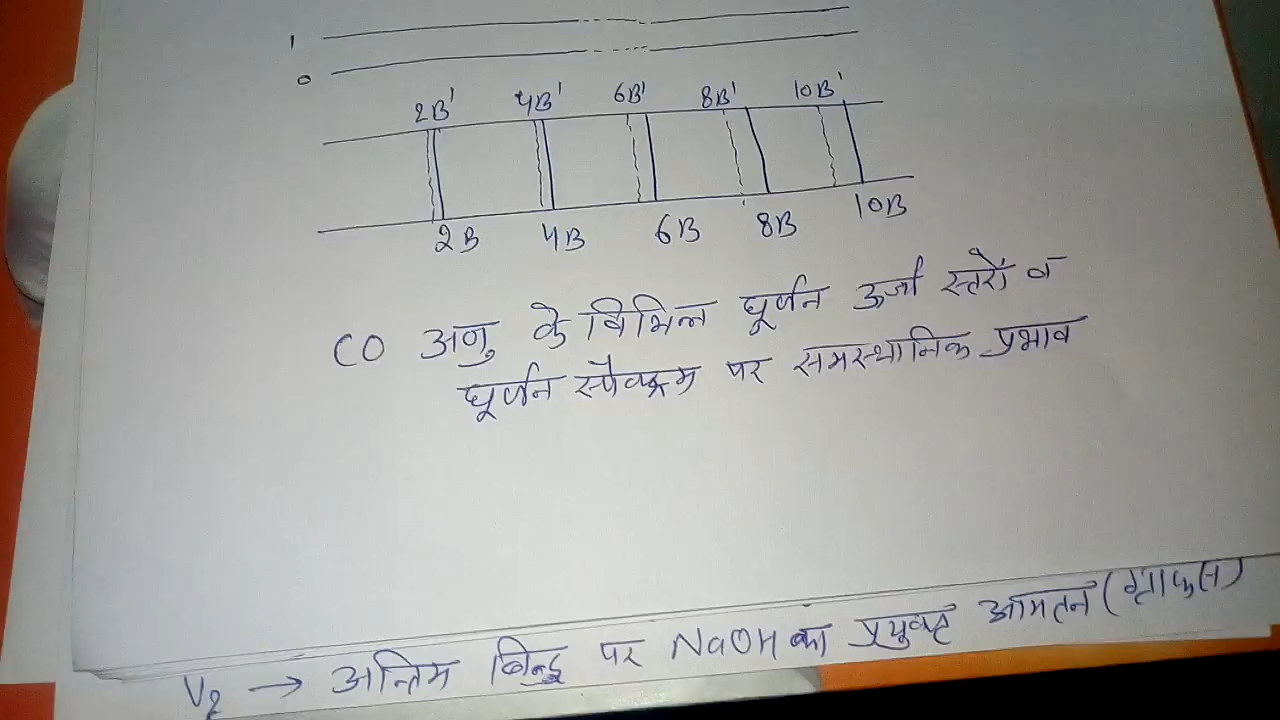 1
0
2B' 4B' 6B' 8B' 10B'
2B 4B 6B 8B 10B
CO अणु के विभिन्न घूर्णन ऊर्जा स्तरों व
घूर्णन स्पैक्ट्रम पर समस्थानिक प्रभाव
V2 → अन्तिम बिन्दु पर NaOH का प्रयुक्त आयतन (ग्राफ से)